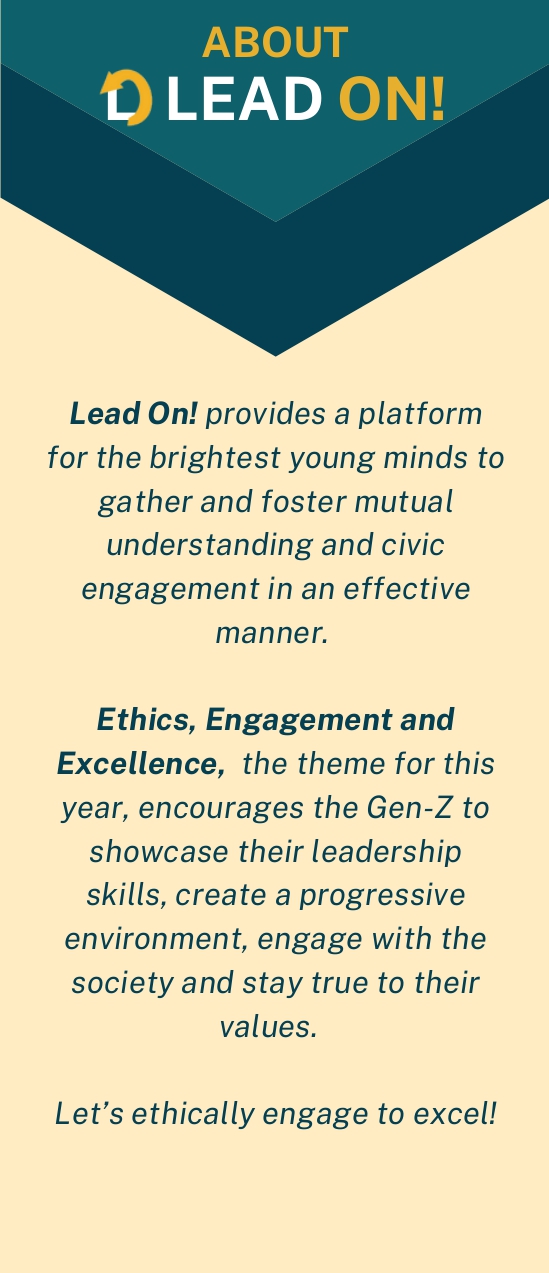 ABOUT
LEAD ON!
Lead On! provides a platform
for the brightest young minds to
gather and foster mutual
understanding and civic
engagement in an effective
manner.
Ethics, Engagement and
Excellence,  the theme for this
year, encourages the Gen-Z to
showcase their leadership
skills, create a progressive
environment, engage with the
society and stay true to their
values.
Let’s ethically engage to excel!